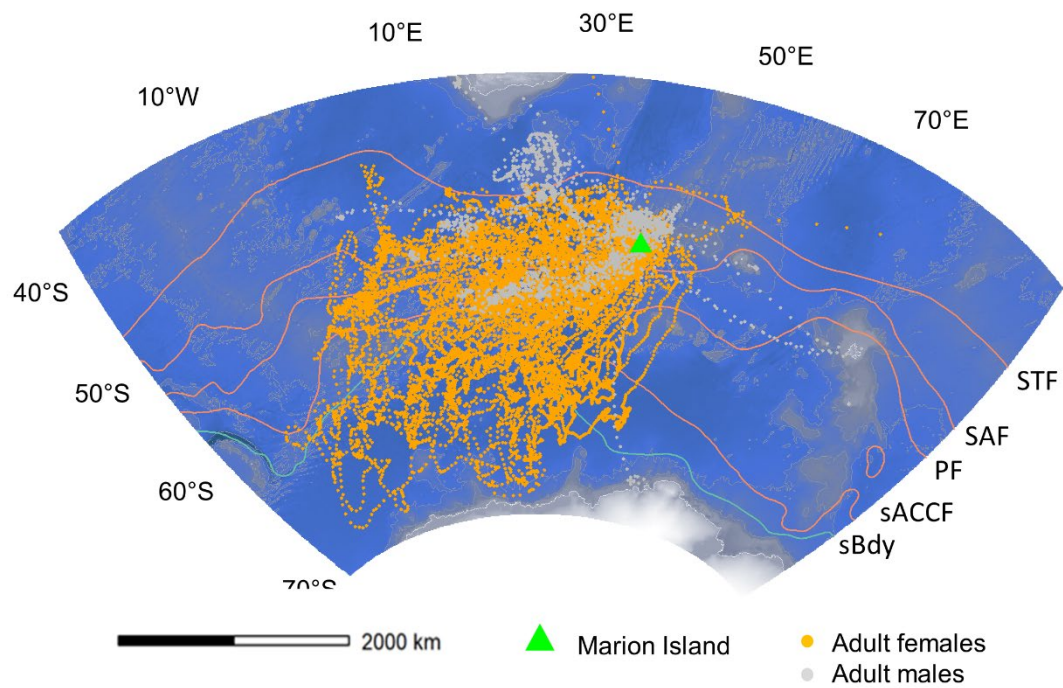 10°W
10°E
30°E
50°E
70°E
40°S
50°S
60°S
70°S
STF
SAF
PF
sACCF
sBdy
2000 km
Marion Island
Adult females
Adult males